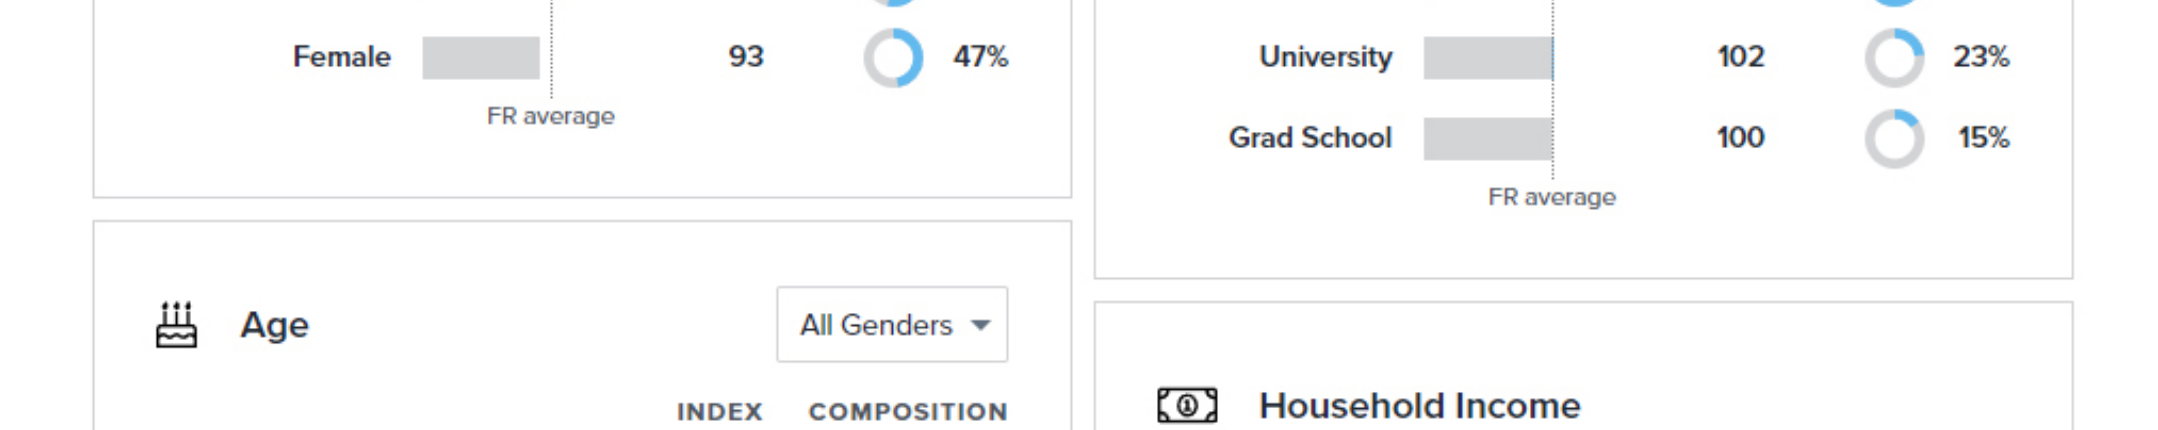 Female 93 47%
FR average
University 102 23%
Grad School 100 15%
FR average
Age All Genders
INDEX COMPOSITION
Household Income